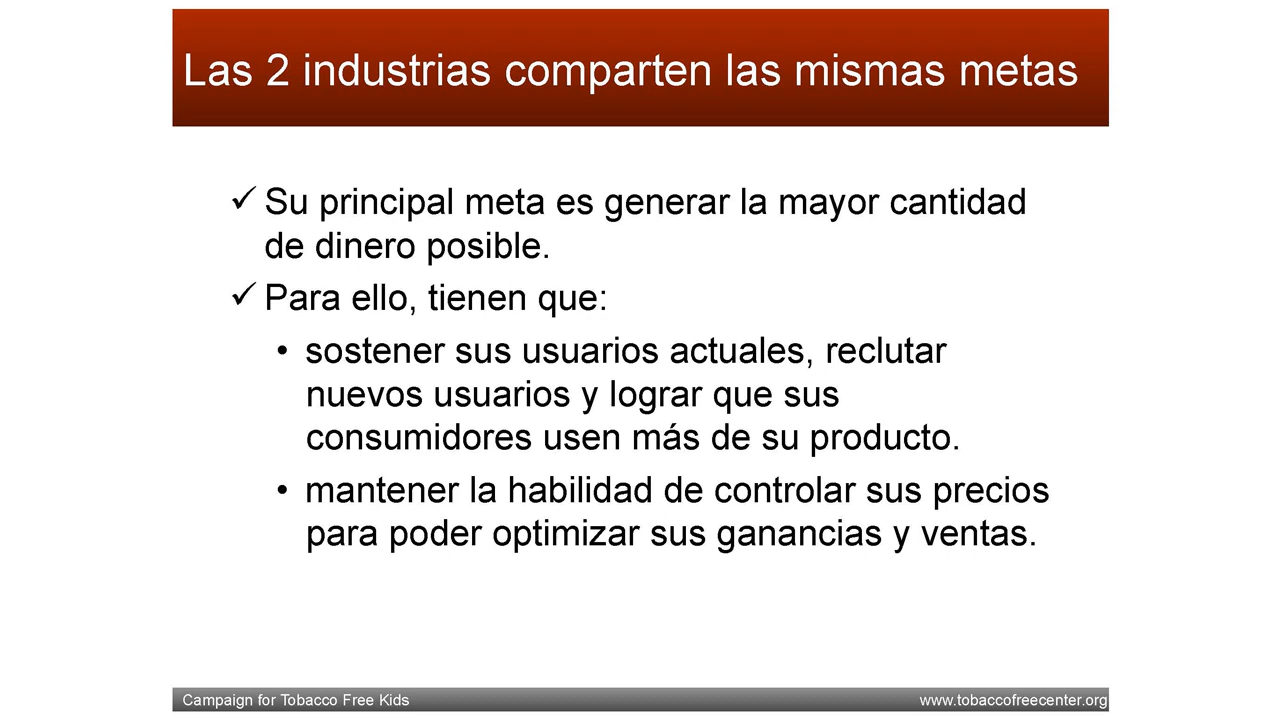 Las 2 industrias comparten las mismas metas
✓ Su principal meta es generar la mayor cantidad
de dinero posible.
✓ Para ello, tienen que:
• sostener sus usuarios actuales, reclutar
nuevos usuarios y lograr que sus
consumidores usen más de su producto.
• mantener la habilidad de controlar sus precios
para poder optimizar sus ganancias y ventas.
Campaign for Tobacco Free Kids
www.tobaccofreecenter.org